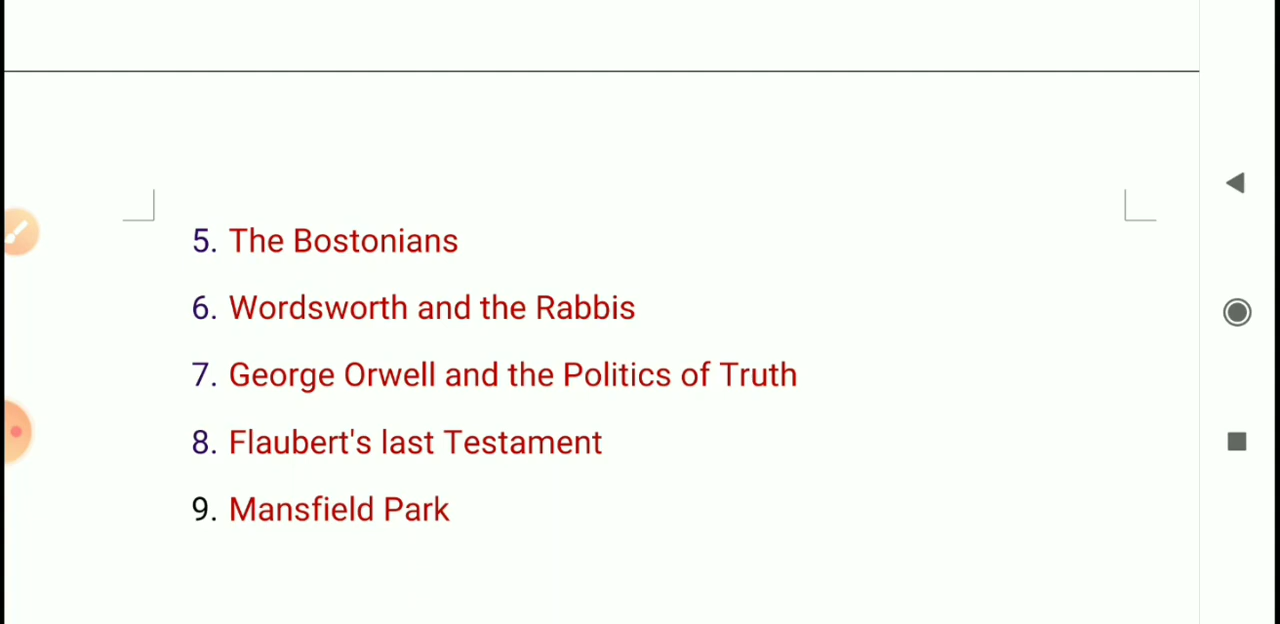 5. The Bostonians
6. Wordsworth and the Rabbis
7. George Orwell and the Politics of Truth
8. Flaubert's last Testament
9. Mansfield Park